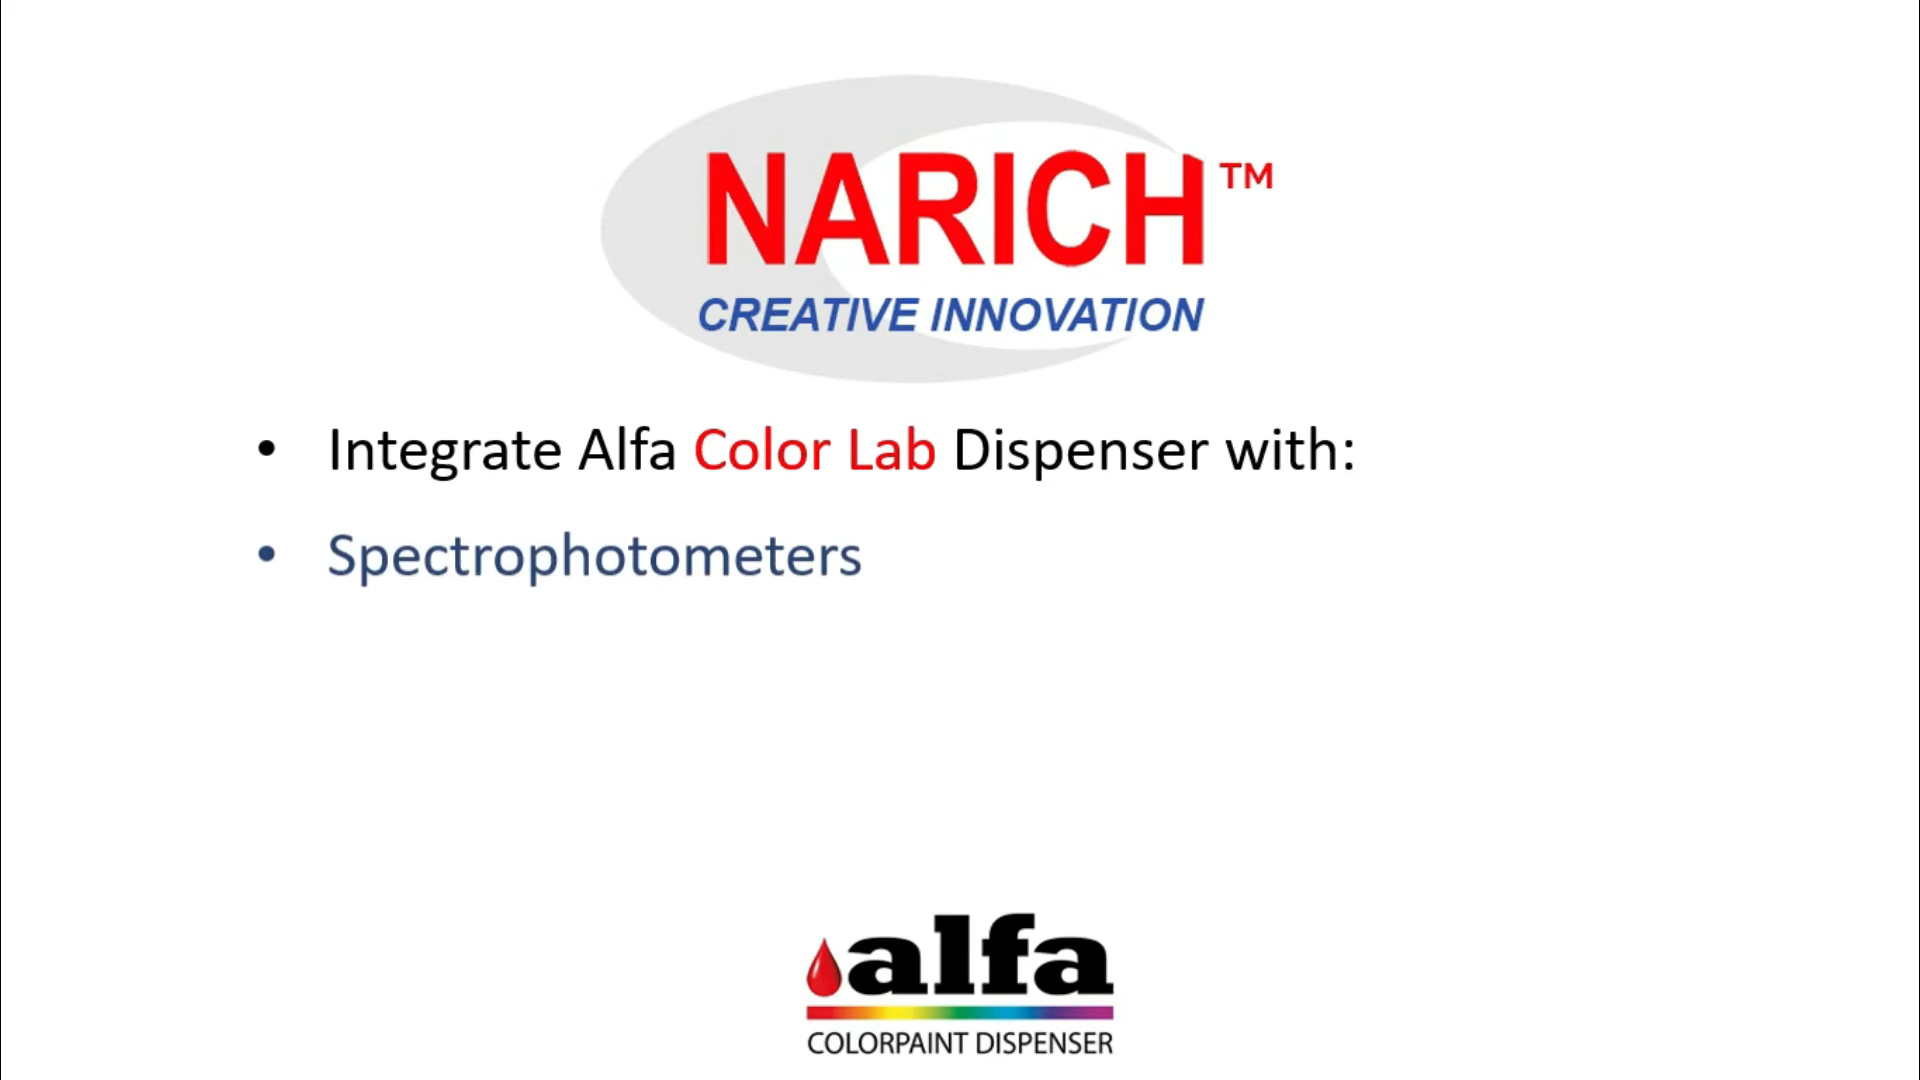 NARICH™
CREATIVE INNOVATION
• Integrate Alfa Color Lab Dispenser with:
• Spectrophotometers
alfa
COLORPAINT DISPENSER